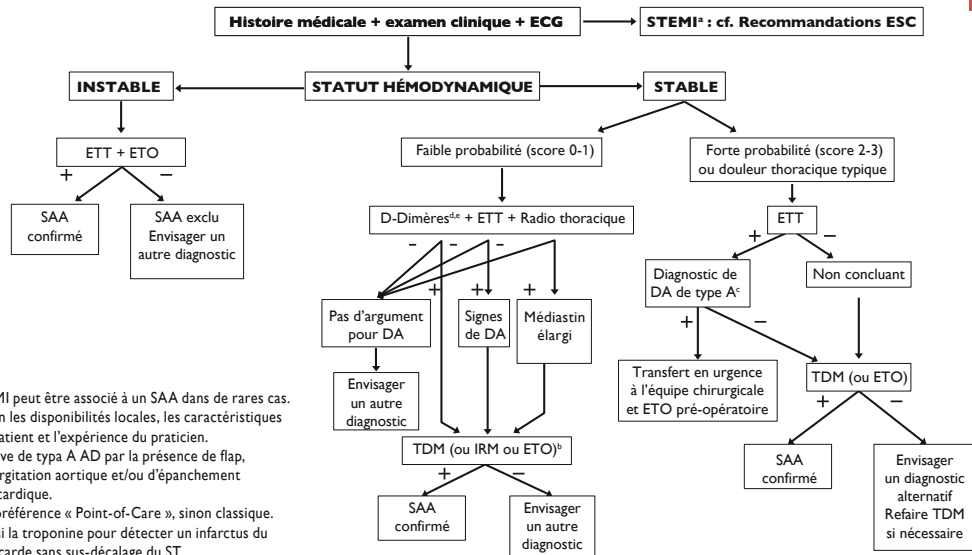 Histoire médicale + examen clinique + ECG
STEMIᵃ : cf. Recommandations ESC
INSTABLE
STATUT HÉMODYNAMIQUE
STABLE
ETT + ETO
+
–
SAA
confirmé
SAA exclu
Envisager un
autre diagnostic
Faible probabilité (score 0-1)
Forte probabilité (score 2-3)
ou douleur thoracique typique
D-Dimèresᵈ,ᵉ + ETT + Radio thoracique
ETT
- - -
+ + +
+
–
Pas d'argument
pour DA
Signes
de DA
Médiastin
élargi
Diagnostic de
DA de type Aᶜ
Non concluant
+
–
Envisager
un autre
diagnostic
Transfert en urgence
à l'équipe chirurgicale
et ETO pré-opératoire
TDM (ou ETO)
TDM (ou IRM ou ETO)ᵇ
+
–
+
–
SAA
confirmé
Envisager
un autre
diagnostic
SAA
confirmé
Envisager
un diagnostic
alternatif
Refaire TDM
si nécessaire
peut être associé à un SAA dans de rares cas.
les disponibilités locales, les caractéristiques
et l'expérience du praticien.
de typa A AD par la présence de flap,
aortique et/ou d'épanchement
préférence « Point-of-Care », sinon classique.
si la troponine pour détecter un infarctus du
sans sus-décalage du ST